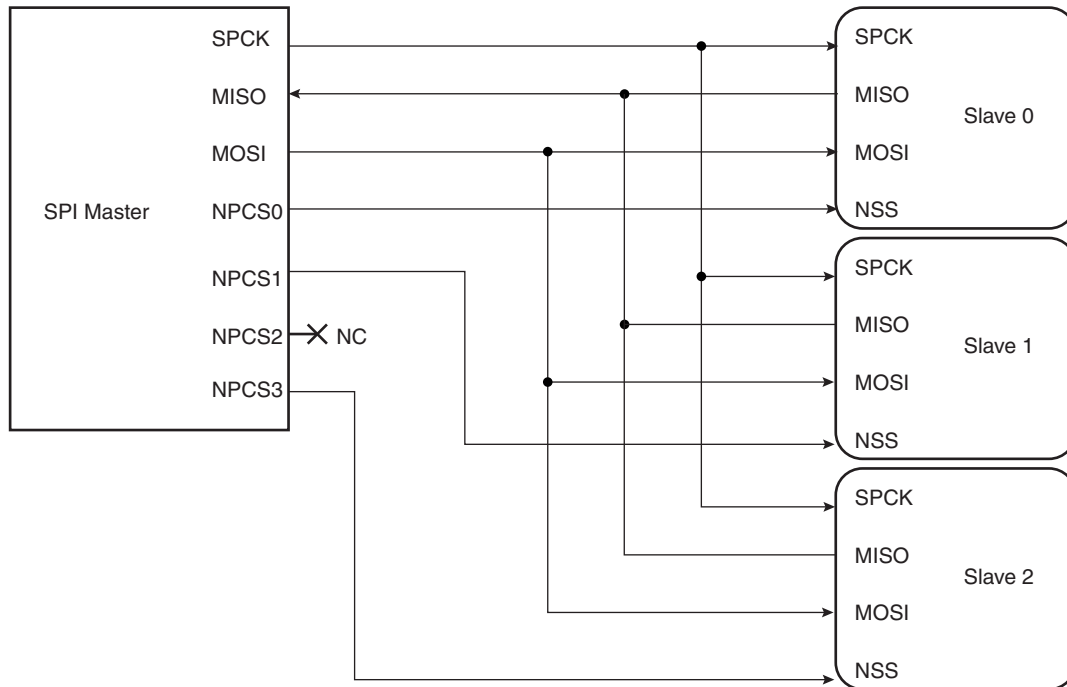 SPI Master
SPCK
MISO
MOSI
NPCS0
NPCS1
NPCS2
NC
NPCS3
SPCK
MISO
Slave 0
MOSI
NSS
SPCK
MISO
Slave 1
MOSI
NSS
SPCK
MISO
Slave 2
MOSI
NSS